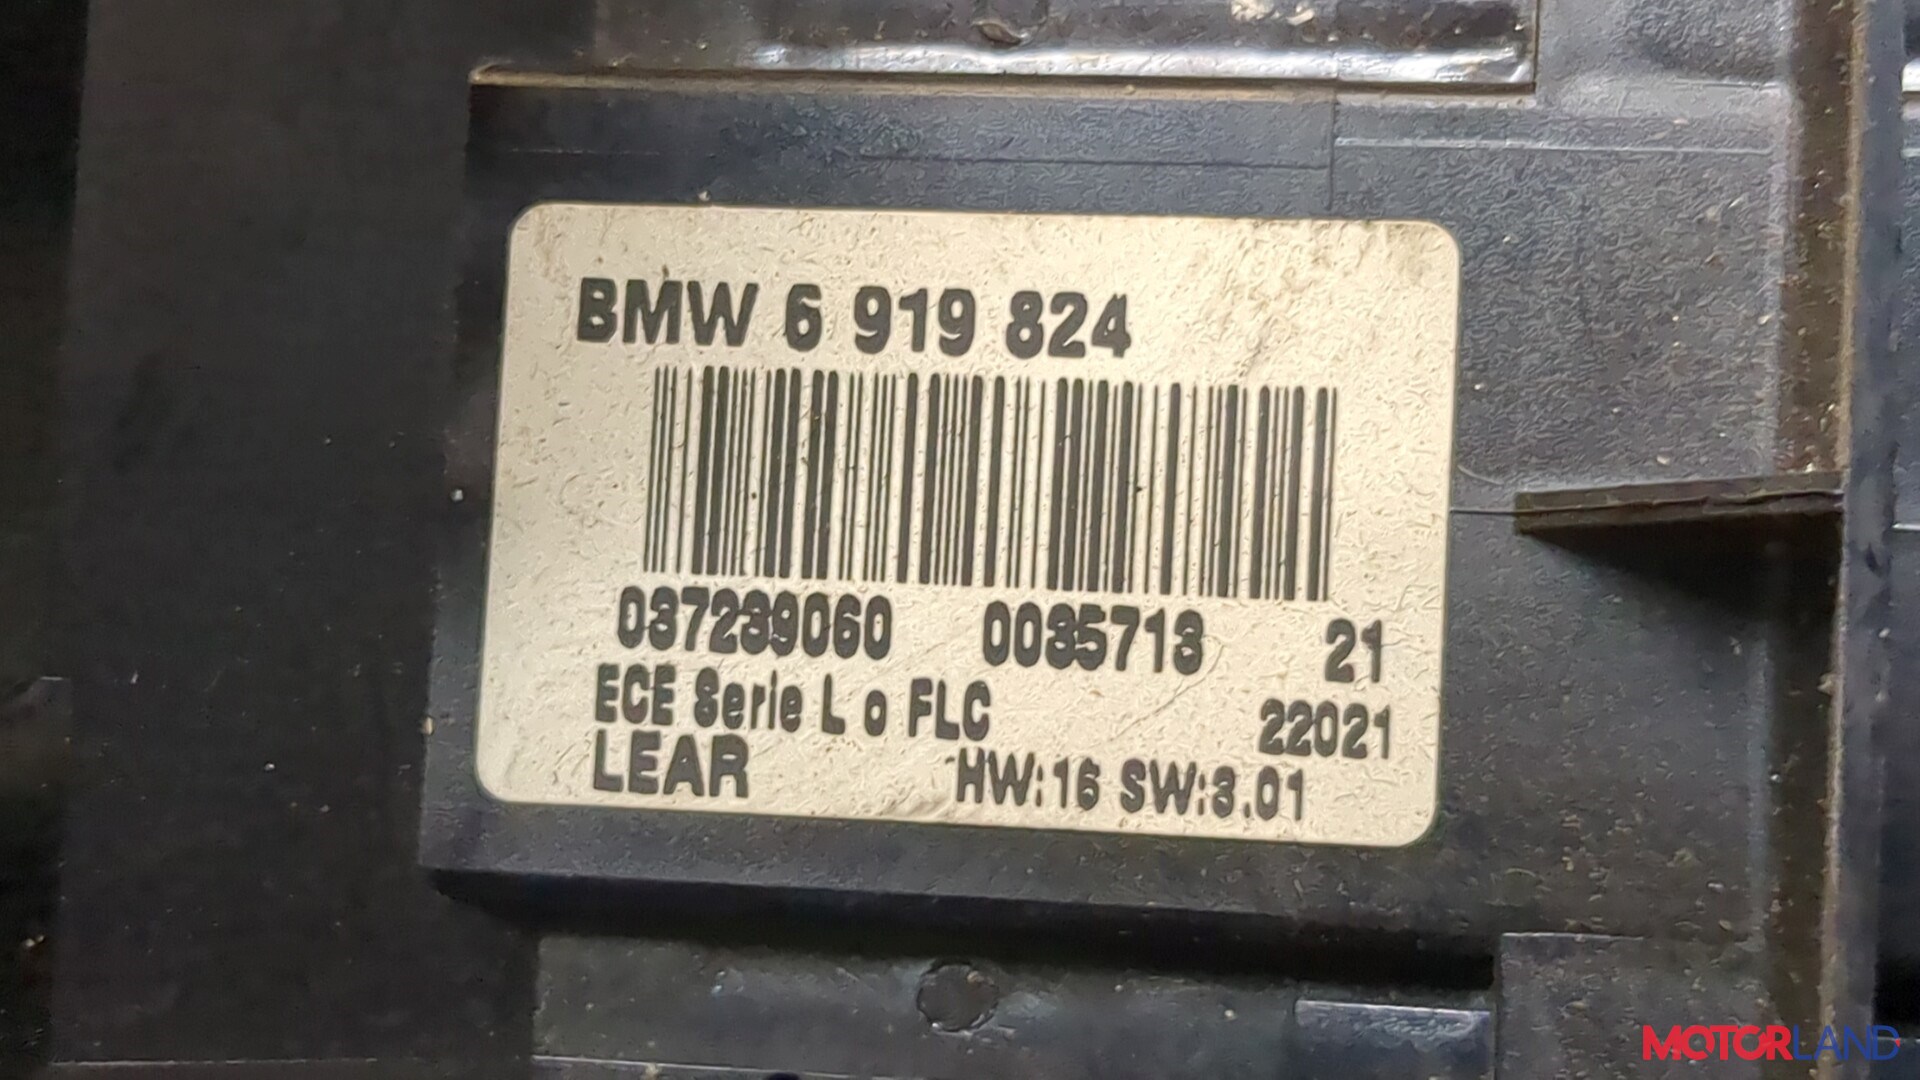 BMW 6 919 824
037239060 0035713 21
ECE Serie L o FLC 22021
LEAR HW:16 SW:3.01
MOTORLAND